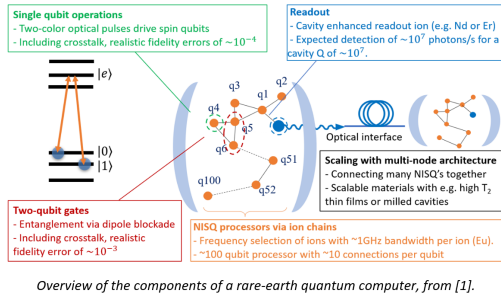 Single qubit operations
- Two-color optical pulses drive spin qubits
- Including crosstalk, realistic fidelity errors of ~10⁻⁴
Readout
- Cavity enhanced readout ion (e.g. Nd or Er)
- Expected detection of ~10⁷ photons/s for a
cavity Q of ~10⁷.
|e⟩
|0⟩
|1⟩
q3
q2
q1
q4
q5
q6
q51
q52
q100
Optical interface
Scaling with multi-node architecture
- Connecting many NISQ's together
- Scalable materials with e.g. high T₂
thin films or milled cavities
Two-qubit gates
- Entanglement via dipole blockade
- Including crosstalk, realistic
fidelity error of ~10⁻³
NISQ processors via ion chains
- Frequency selection of ions with ~1GHz bandwidth per ion (Eu).
- ~100 qubit processor with ~10 connections per qubit
Overview of the components of a rare-earth quantum computer, from [1].